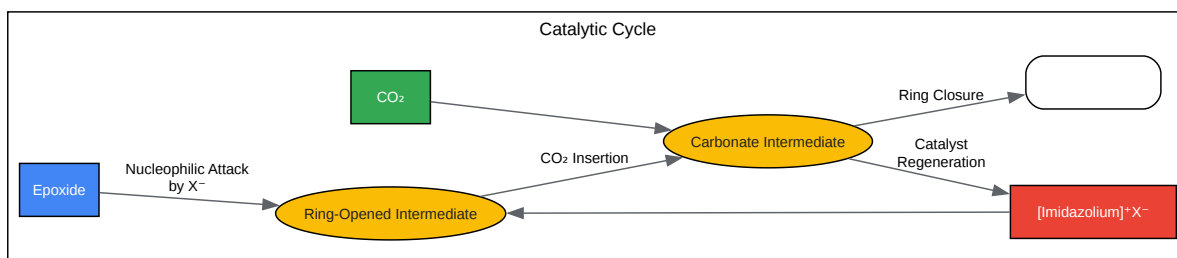 Catalytic Cycle
CO₂
Ring Closure
Carbonate Intermediate
CO₂ Insertion
Catalyst
Regeneration
Nucleophilic Attack
by X⁻
Epoxide
Ring-Opened Intermediate
[Imidazolium]⁺X⁻